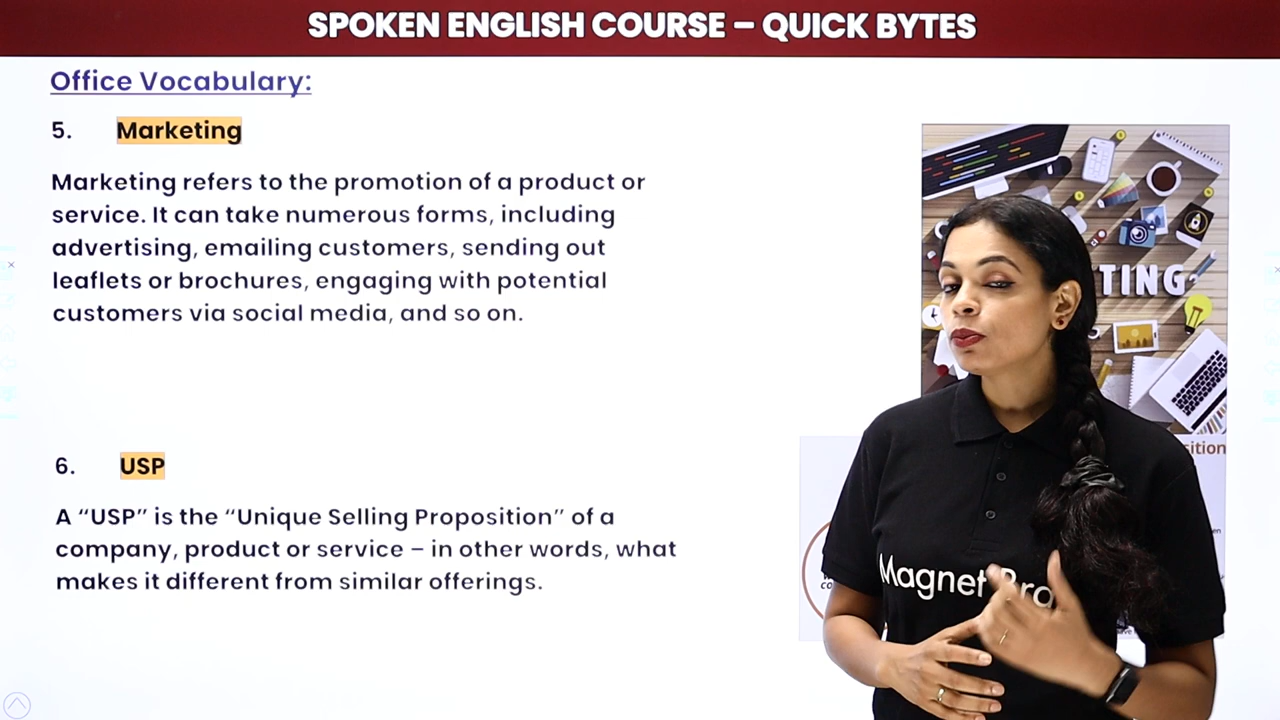 SPOKEN ENGLISH COURSE – QUICK BYTES
Office Vocabulary:
5. Marketing
Marketing refers to the promotion of a product or
service. It can take numerous forms, including
advertising, emailing customers, sending out
leaflets or brochures, engaging with potential
customers via social media, and so on.
TING
6. USP
A “USP” is the “Unique Selling Proposition” of a
company, product or service – in other words, what
makes it different from similar offerings.
sition
Magnet Bra